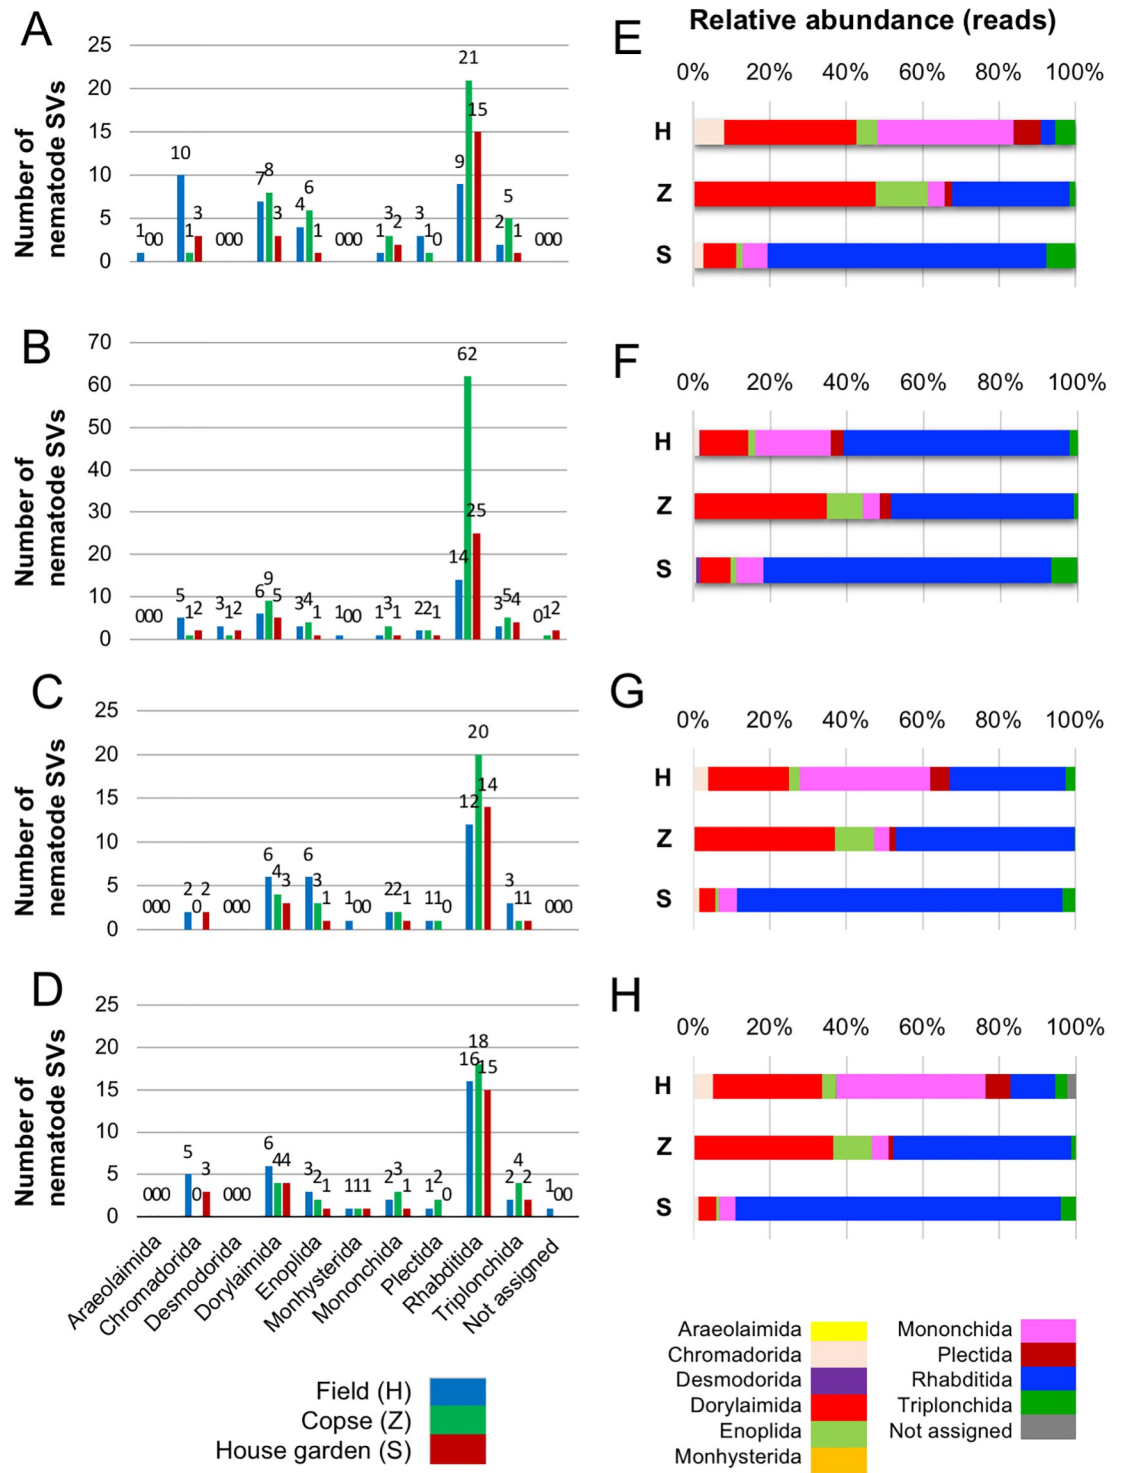 A
Number of
nematode SVs
25
20
15
10
5
0
1 0 0
10 1 3
0 0 0
7 8 3
4 6 1
0 0 0
1 3 2
3 1 0
9 21 15
2 5 1
0 0 0
B
Number of
nematode SVs
70
60
50
40
30
20
10
0
0 0 0
5 1 2
3 1 2
6 9 5
3 4 1
1 0 0
1 3 1
2 2 1
14 62 25
3 5 4
0 1 2
C
Number of
nematode SVs
25
20
15
10
5
0
0 0 0
2 0 2
0 0 0
6 4 3
6 3 1
1 0 0
2 2 1
1 1 0
12 20 14
3 1 1
0 0 0
D
Number of
nematode SVs
25
20
15
10
5
0
0 0 0
5 0 3
0 0 0
6 4 4
3 2 1
1 1 1
2 3 1
1 2 0
16 18 15
2 4 2
1 0 0
Araeolaimida
Chromadorida
Desmodorida
Dorylaimida
Enoplida
Monhysterida
Mononchida
Plectida
Rhabditida
Triplonchida
Not assigned
Field (H)
Copse (Z)
House garden (S)
Relative abundance (reads)
E
0% 20% 40% 60% 80% 100%
H
Z
S
F
0% 20% 40% 60% 80% 100%
H
Z
S
G
0% 20% 40% 60% 80% 100%
H
Z
S
H
0% 20% 40% 60% 80% 100%
H
Z
S
Araeolaimida
Chromadorida
Desmodorida
Dorylaimida
Enoplida
Monhysterida
Mononchida
Plectida
Rhabditida
Triplonchida
Not assigned